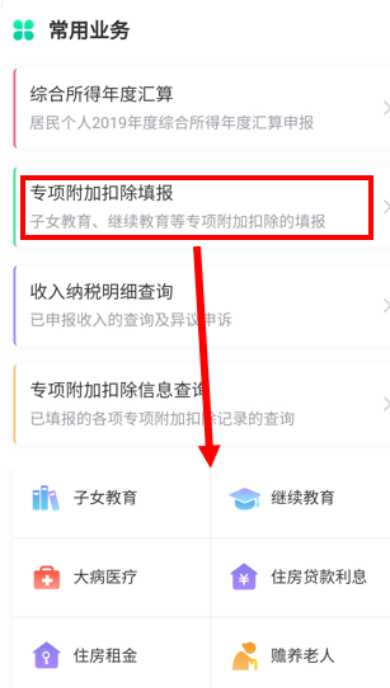 常用业务
综合所得年度汇算
居民个人2019年度综合所得年度汇算申报
专项附加扣除填报
子女教育、继续教育等专项附加扣除的填报
收入纳税明细查询
已申报收入的查询及异议申诉
专项附加扣除信息查询
已填报的各项专项附加扣除记录的查询
子女教育
继续教育
大病医疗
住房贷款利息
住房租金
赡养老人